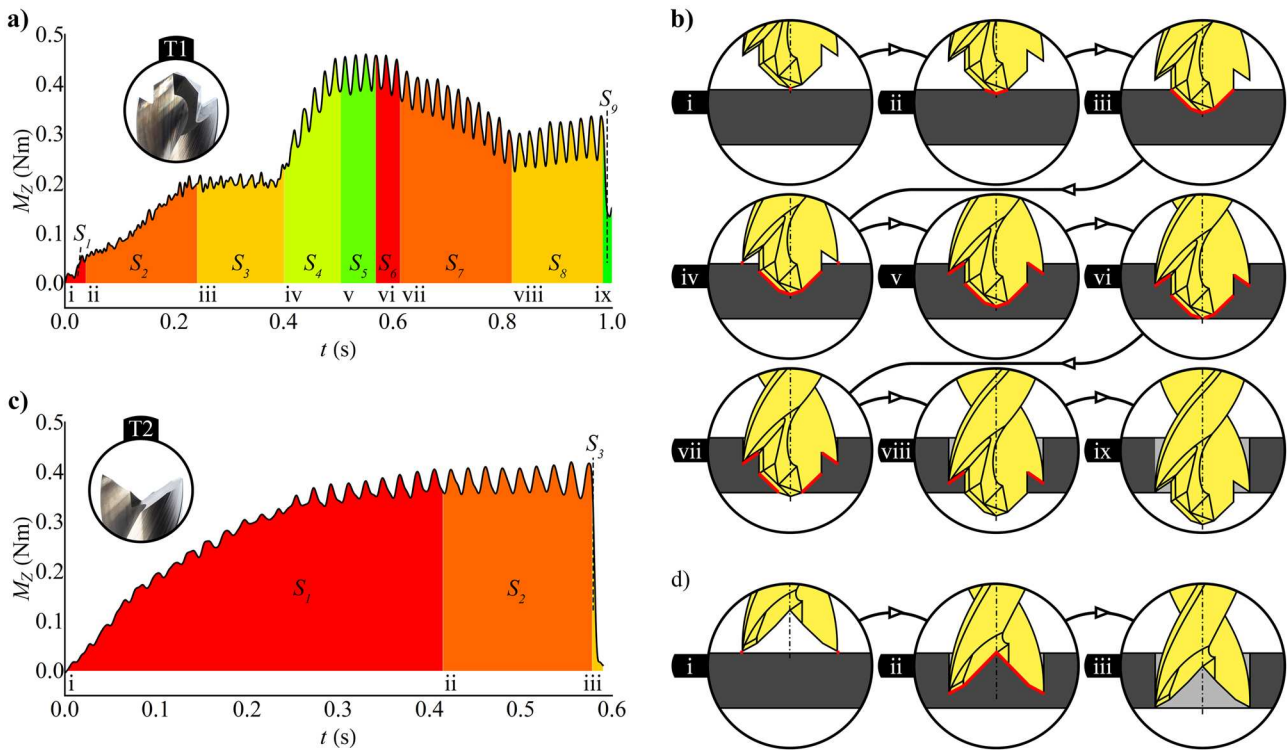 a)
T1
M_Z (Nm)
0.5
0.4
0.3
0.2
0.1
0.0
S_1
S_2
S_3
S_4
S_5
S_6
S_7
S_8
S_9
i ii iii iv v vi vii viii ix
0.0 0.2 0.4 0.6 0.8 1.0
t (s)
b)
i
ii
iii
iv
v
vi
vii
viii
ix
c)
T2
M_Z (Nm)
0.5
0.4
0.3
0.2
0.1
0.0
S_1
S_2
S_3
i ii iii
0.0 0.1 0.2 0.3 0.4 0.5 0.6
t (s)
d)
i
ii
iii